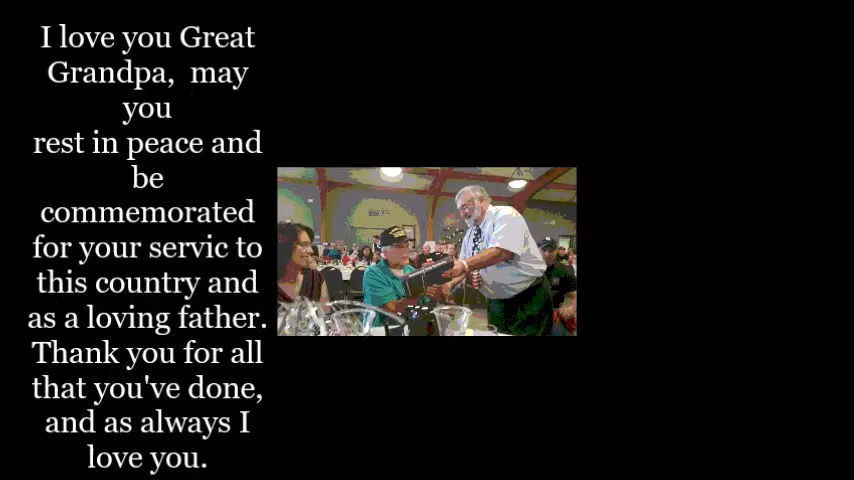 I love you Great
Grandpa,  may
you
rest in peace and
be
commemorated
for your servic to
this country and
as a loving father.
Thank you for all
that you've done,
and as always I
love you.